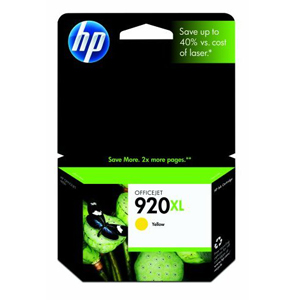 hp
Save up to
40% vs. cost
of laser.†
Save More. 2x more pages.**
OFFICEJET
920XL
Yellow